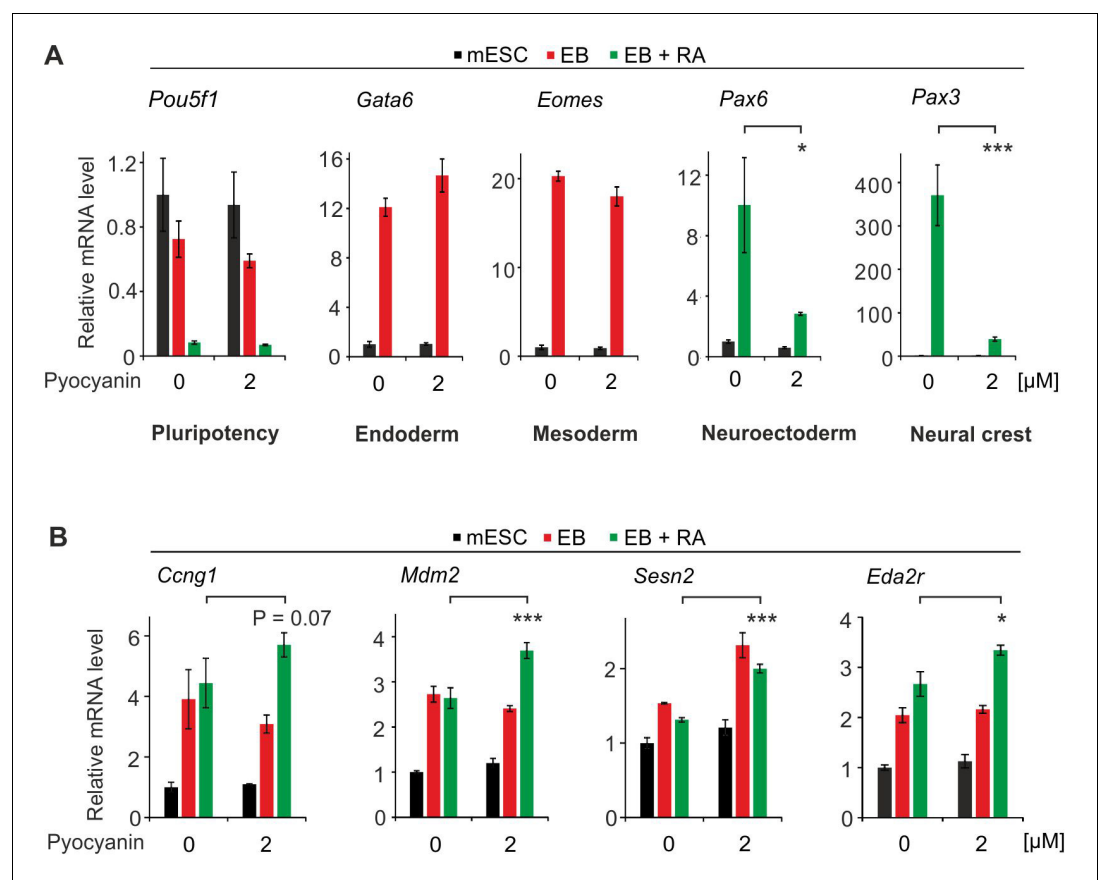 A
mESC EB EB + RA
Pou5f1 Gata6 Eomes Pax6 Pax3
* ***
Relative mRNA level
1.2 0.8 0.4 0
16 12 8 4 0
20 10 0
12 8 4 0
400 300 200 100 0
Pyocyanin 0 2 0 2 0 2 0 2 0 2 [µM]
Pluripotency Endoderm Mesoderm Neuroectoderm Neural crest
B
mESC EB EB + RA
Ccng1 Mdm2 Sesn2 Eda2r
P = 0.07 *** *** *
Relative mRNA level
6 4 2 0
4 3 2 1 0
2 1 0
4 3 2 1 0
Pyocyanin 0 2 0 2 0 2 0 2 [µM]